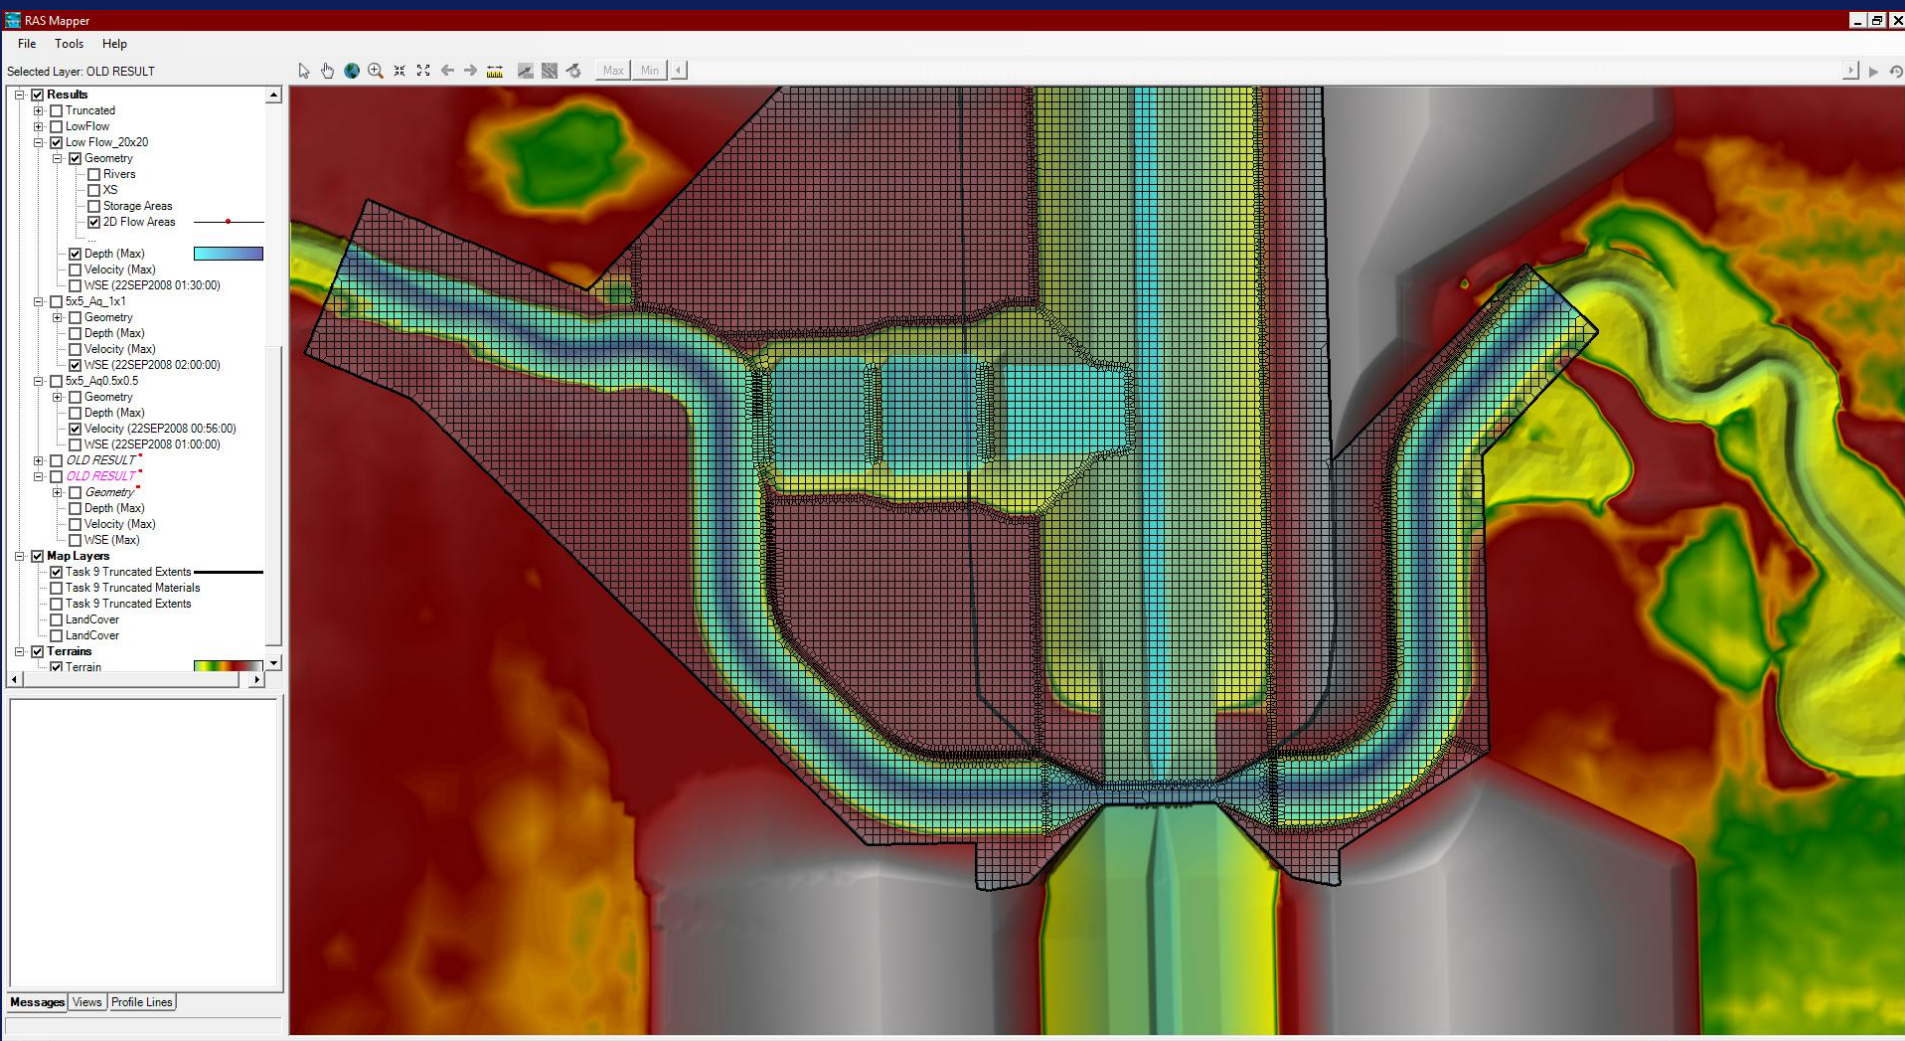 RAS Mapper
File Tools Help
Selected Layer: OLD RESULT
Max Min
Results
Truncated
LowFlow
Low Flow_20x20
Geometry
Rivers
XS
Storage Areas
2D Flow Areas
...
Depth (Max)
Velocity (Max)
WSE (22SEP2008 01:30:00)
5x5_Aq_1x1
Geometry
Depth (Max)
Velocity (Max)
WSE (22SEP2008 02:00:00)
5x5_Aq0.5x0.5
Geometry
Depth (Max)
Velocity (22SEP2008 00:56:00)
WSE (22SEP2008 01:00:00)
OLD RESULT
OLD RESULT
Geometry
Depth (Max)
Velocity (Max)
WSE (Max)
Map Layers
Task 9 Truncated Extents
Task 9 Truncated Materials
Task 9 Truncated Extents
LandCover
LandCover
Terrains
Terrain
Messages Views Profile Lines